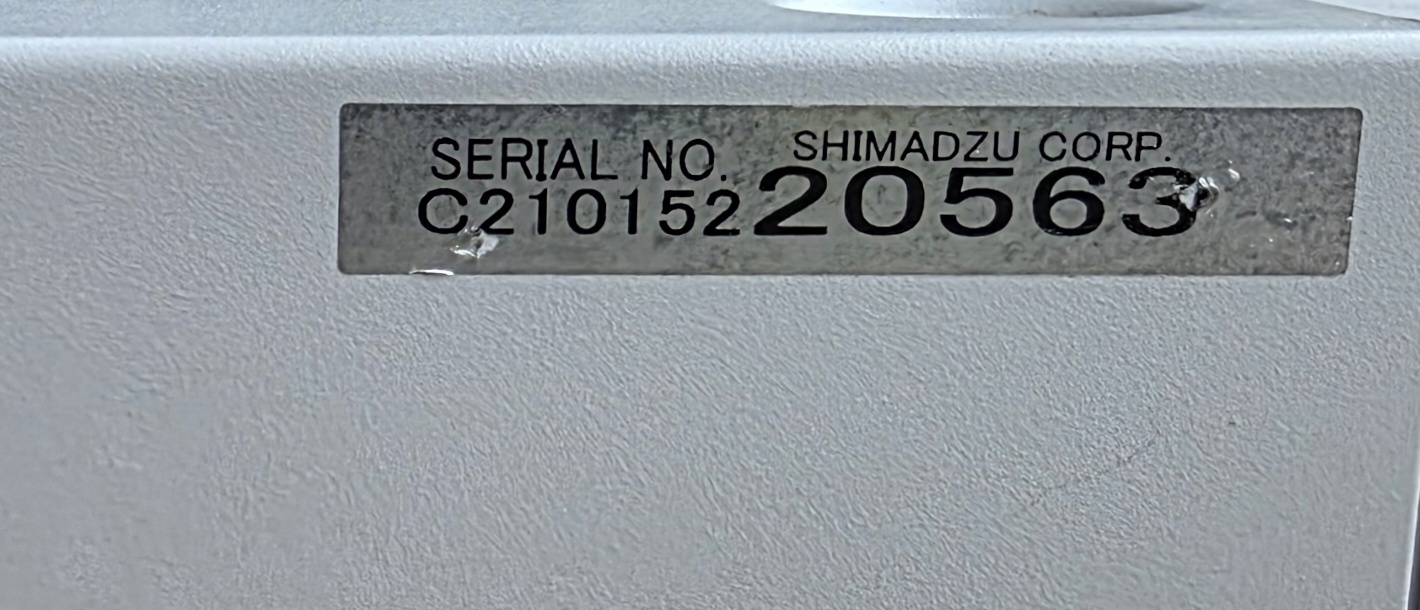 SERIAL NO. SHIMADZU CORP.
C21015220563